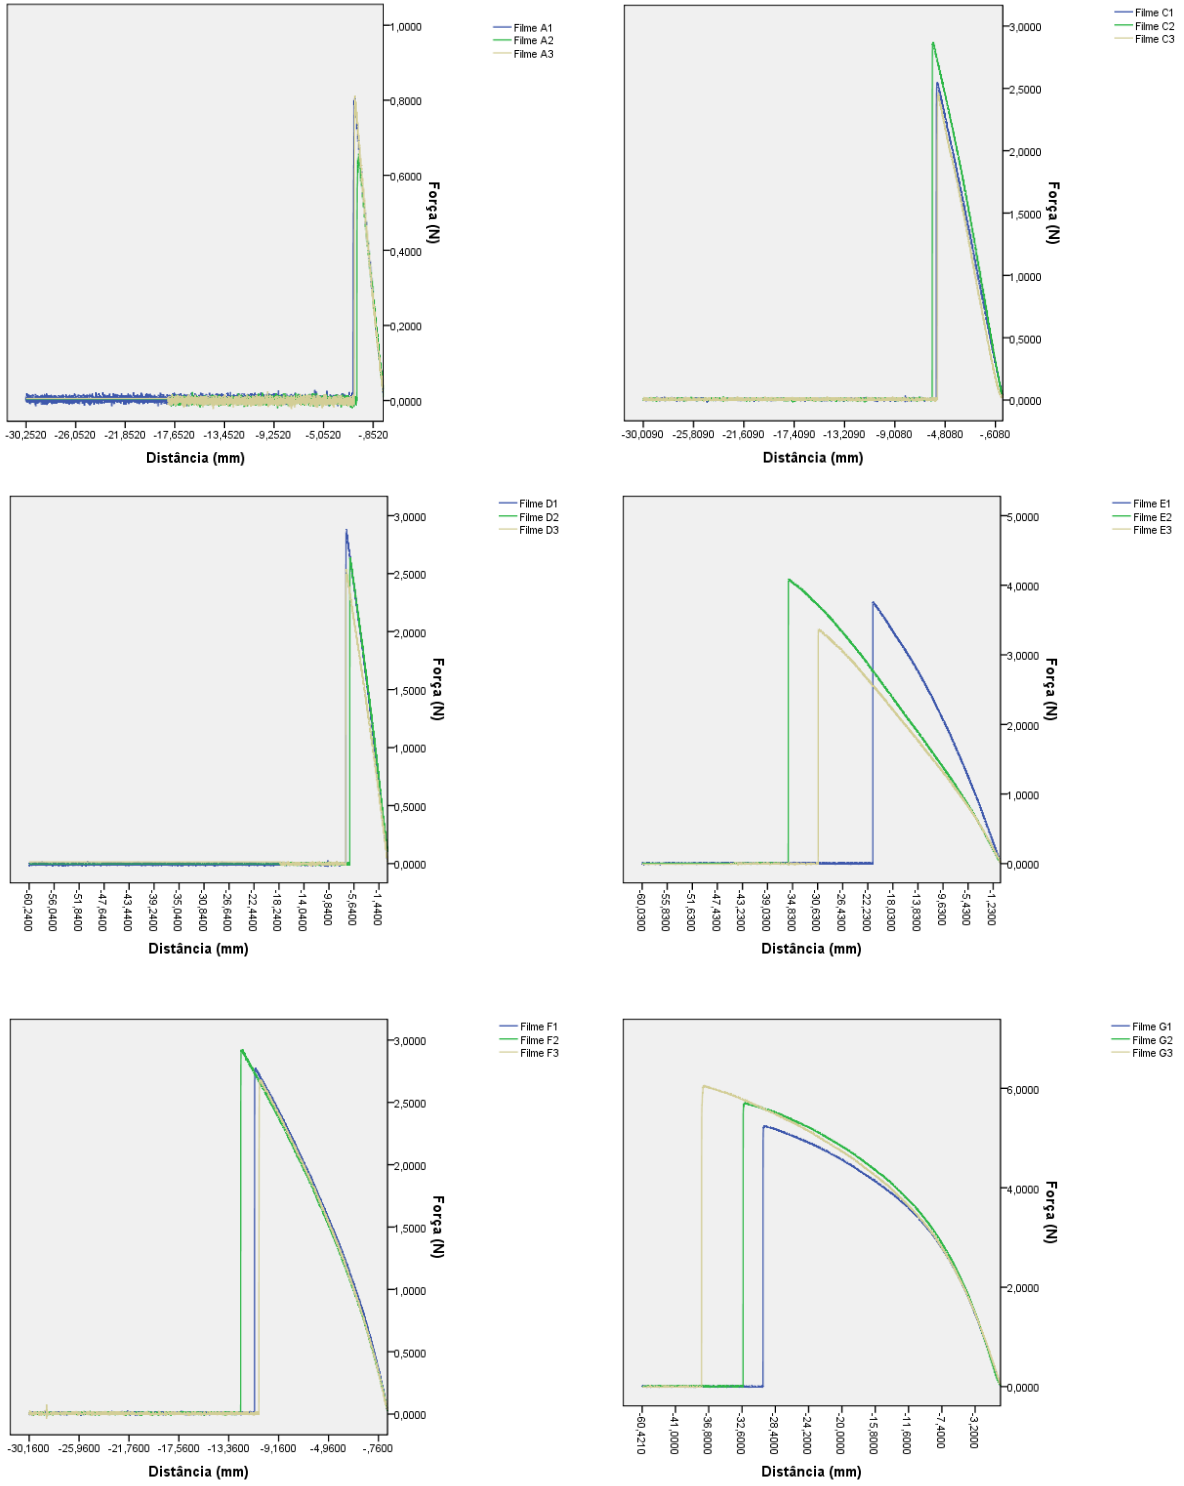 Filme A1
Filme A2
Filme A3
1,0000
0,8000
0,6000
0,4000
0,2000
0,0000
Força (N)
-30,2520 -26,0520 -21,8520 -17,6520 -13,4520 -9,2520 -5,0520 -,8520
Distância (mm)
Filme C1
Filme C2
Filme C3
3,0000
2,5000
2,0000
1,5000
1,0000
0,5000
0,0000
Força (N)
-30,0090 -25,8090 -21,6090 -17,4090 -13,2090 -9,0080 -4,8080 -,6080
Distância (mm)
Filme D1
Filme D2
Filme D3
3,0000
2,5000
2,0000
1,5000
1,0000
0,5000
0,0000
Força (N)
-60,2400 -56,0400 -51,8400 -47,6400 -43,4400 -39,2400 -35,0400 -30,8400 -26,6400 -22,4400 -18,2400 -14,0400 -9,8400 -5,6400 -1,4400
Distância (mm)
Filme E1
Filme E2
Filme E3
5,0000
4,0000
3,0000
2,0000
1,0000
0,0000
Força (N)
-60,0300 -55,8300 -51,6300 -47,4300 -43,2300 -39,0300 -34,8300 -30,6300 -26,4300 -22,2300 -18,0300 -13,8300 -9,6300 -5,4300 -1,2300
Distância (mm)
Filme F1
Filme F2
Filme F3
3,0000
2,5000
2,0000
1,5000
1,0000
0,5000
0,0000
Força (N)
-30,1600 -25,9600 -21,7600 -17,5600 -13,3600 -9,1600 -4,9600 -,7600
Distância (mm)
Filme G1
Filme G2
Filme G3
6,0000
4,0000
2,0000
0,0000
Força (N)
-60,4210 -41,0000 -36,8000 -32,6000 -28,4000 -24,2000 -20,0000 -15,8000 -11,6000 -7,4000 -3,2000
Distância (mm)